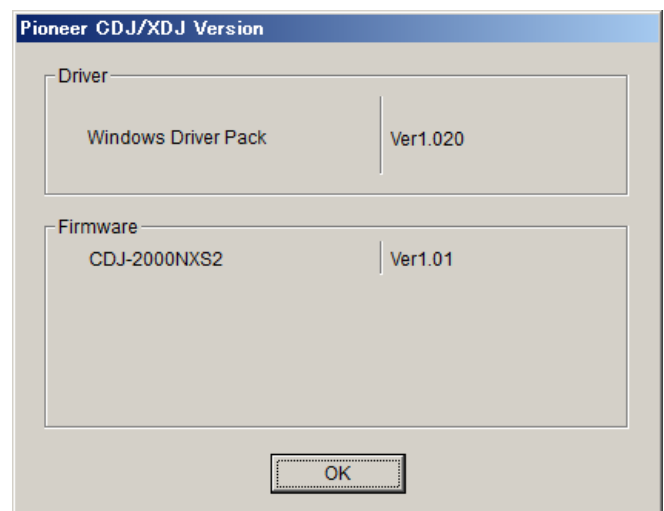 Pioneer CDJ/XDJ Version
Driver
Windows Driver Pack Ver1.020
Firmware
CDJ-2000NXS2 Ver1.01
OK